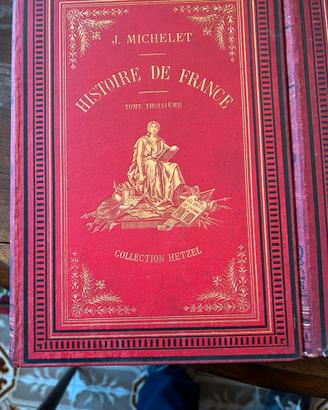 J. MICHELET
HISTOIRE DE FRANCE
TOME TROISIÈME
COLLECTION HETZEL